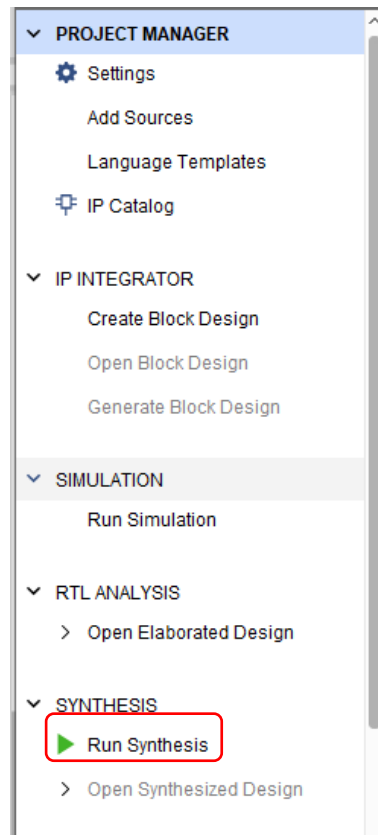 PROJECT MANAGER
Settings
Add Sources
Language Templates
IP Catalog
IP INTEGRATOR
Create Block Design
Open Block Design
Generate Block Design
SIMULATION
Run Simulation
RTL ANALYSIS
Open Elaborated Design
SYNTHESIS
Run Synthesis
Open Synthesized Design